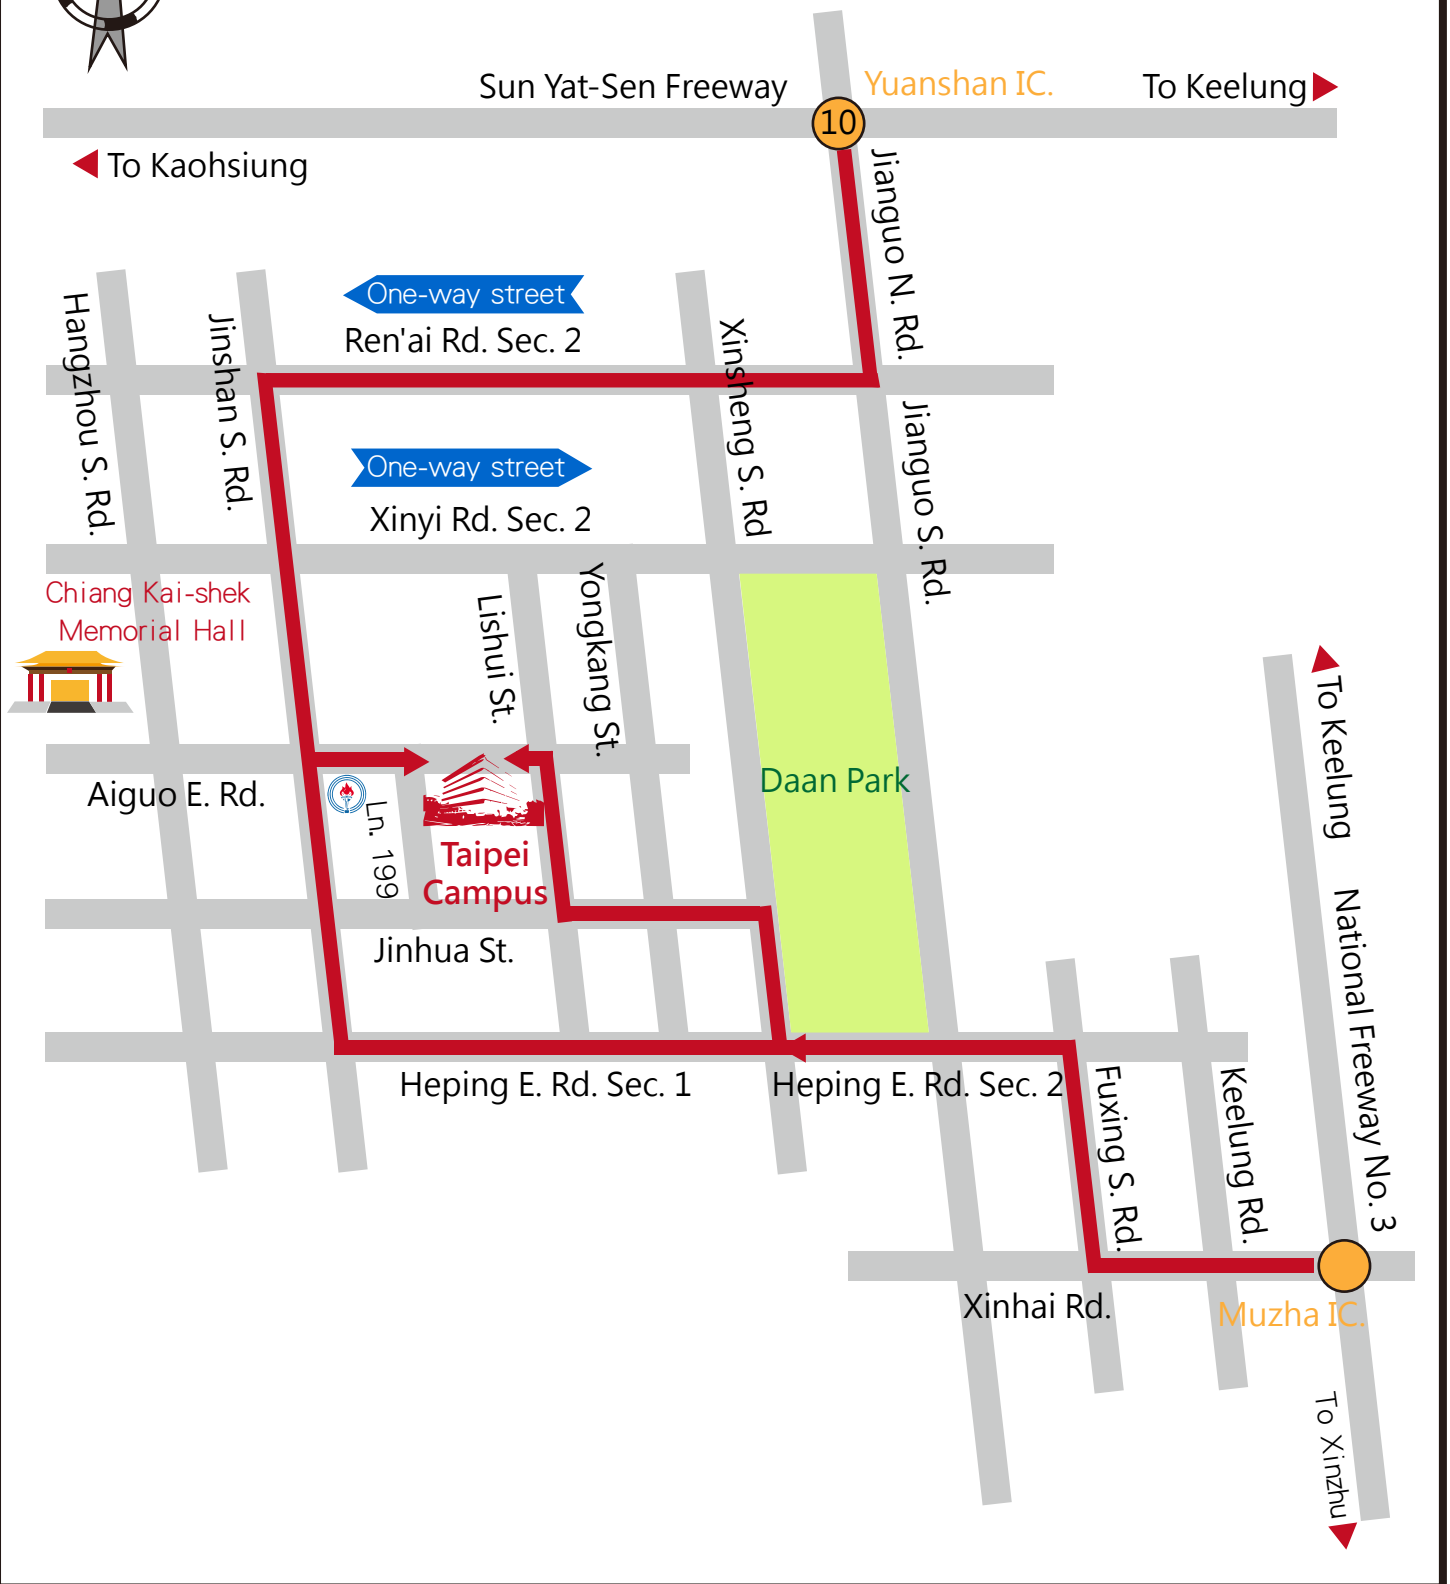 Sun Yat-Sen Freeway
Yuanshan IC.
To Keelung
10
To Kaohsiung
Jianguo N. Rd.
One-way street
Ren'ai Rd. Sec. 2
Hangzhou S. Rd.
Jinshan S. Rd.
Xinsheng S. Rd
Jianguo S. Rd.
One-way street
Xinyi Rd. Sec. 2
Chiang Kai-shek
Memorial Hall
Lishui St.
Yongkang St.
To Keelung
Daan Park
Aiguo E. Rd.
Ln. 199
Taipei
Campus
National Freeway No. 3
Jinhua St.
Heping E. Rd. Sec. 1
Heping E. Rd. Sec. 2
Fuxing S. Rd.
Keelung Rd.
Xinhai Rd.
Muzha IC.
To Xinzhu